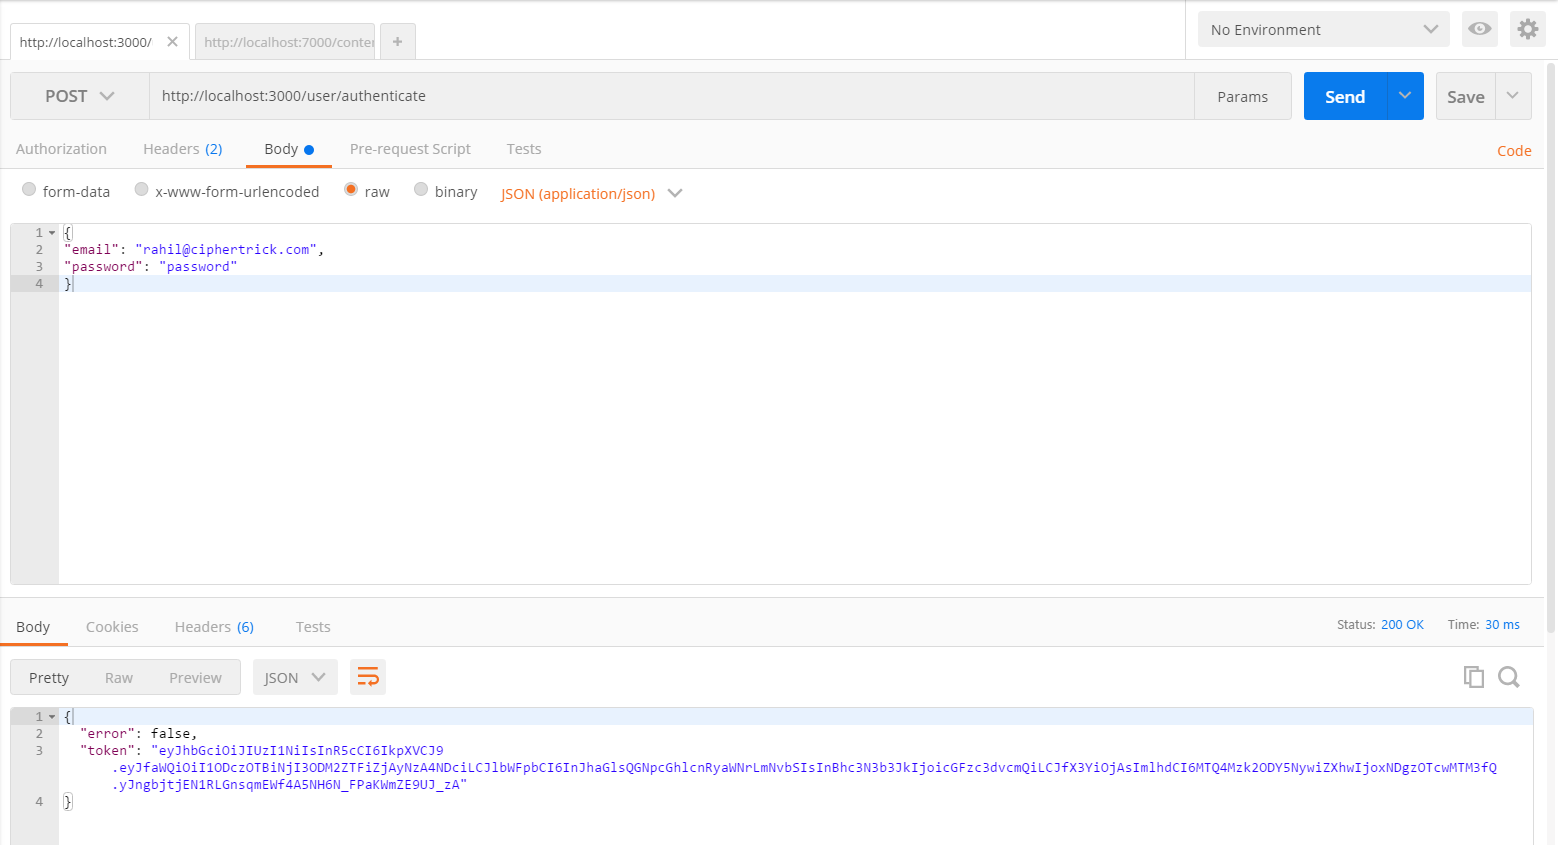 http://localhost:3000/
http://localhost:7000/conter
No Environment
POST
http://localhost:3000/user/authenticate
Params
Send
Save
Authorization
Headers (2)
Body
Pre-request Script
Tests
Code
form-data
x-www-form-urlencoded
raw
binary
JSON (application/json)
1 {
2 "email": "rahil@ciphertrick.com",
3 "password": "password"
4 }
Body
Cookies
Headers (6)
Tests
Status: 200 OK
Time: 30 ms
Pretty
Raw
Preview
JSON
1 {
2 "error": false,
3 "token": "eyJhbGciOiJIUzI1NiIsInR5cCI6IkpXVCJ9
.eyJfaWQiOiI1ODczOTBiNjI3ODM2ZTFiZjAyNzA4NDciLCJlbWFpbCI6InJhaGlsQGNpcGhlcnRyaWNrLmNvbSIsInBhc3N3b3JkIjoicGFzc3dvcmQiLCJfX3YiOjAsImlhdCI6MTQ4Mzk2ODY5NywiZXhwIjoxNDgzOTcwMTM3fQ
.yJngbjtjEN1RLGnsqmEWf4A5NH6N_FPaKWmZE9UJ_zA"
4 }